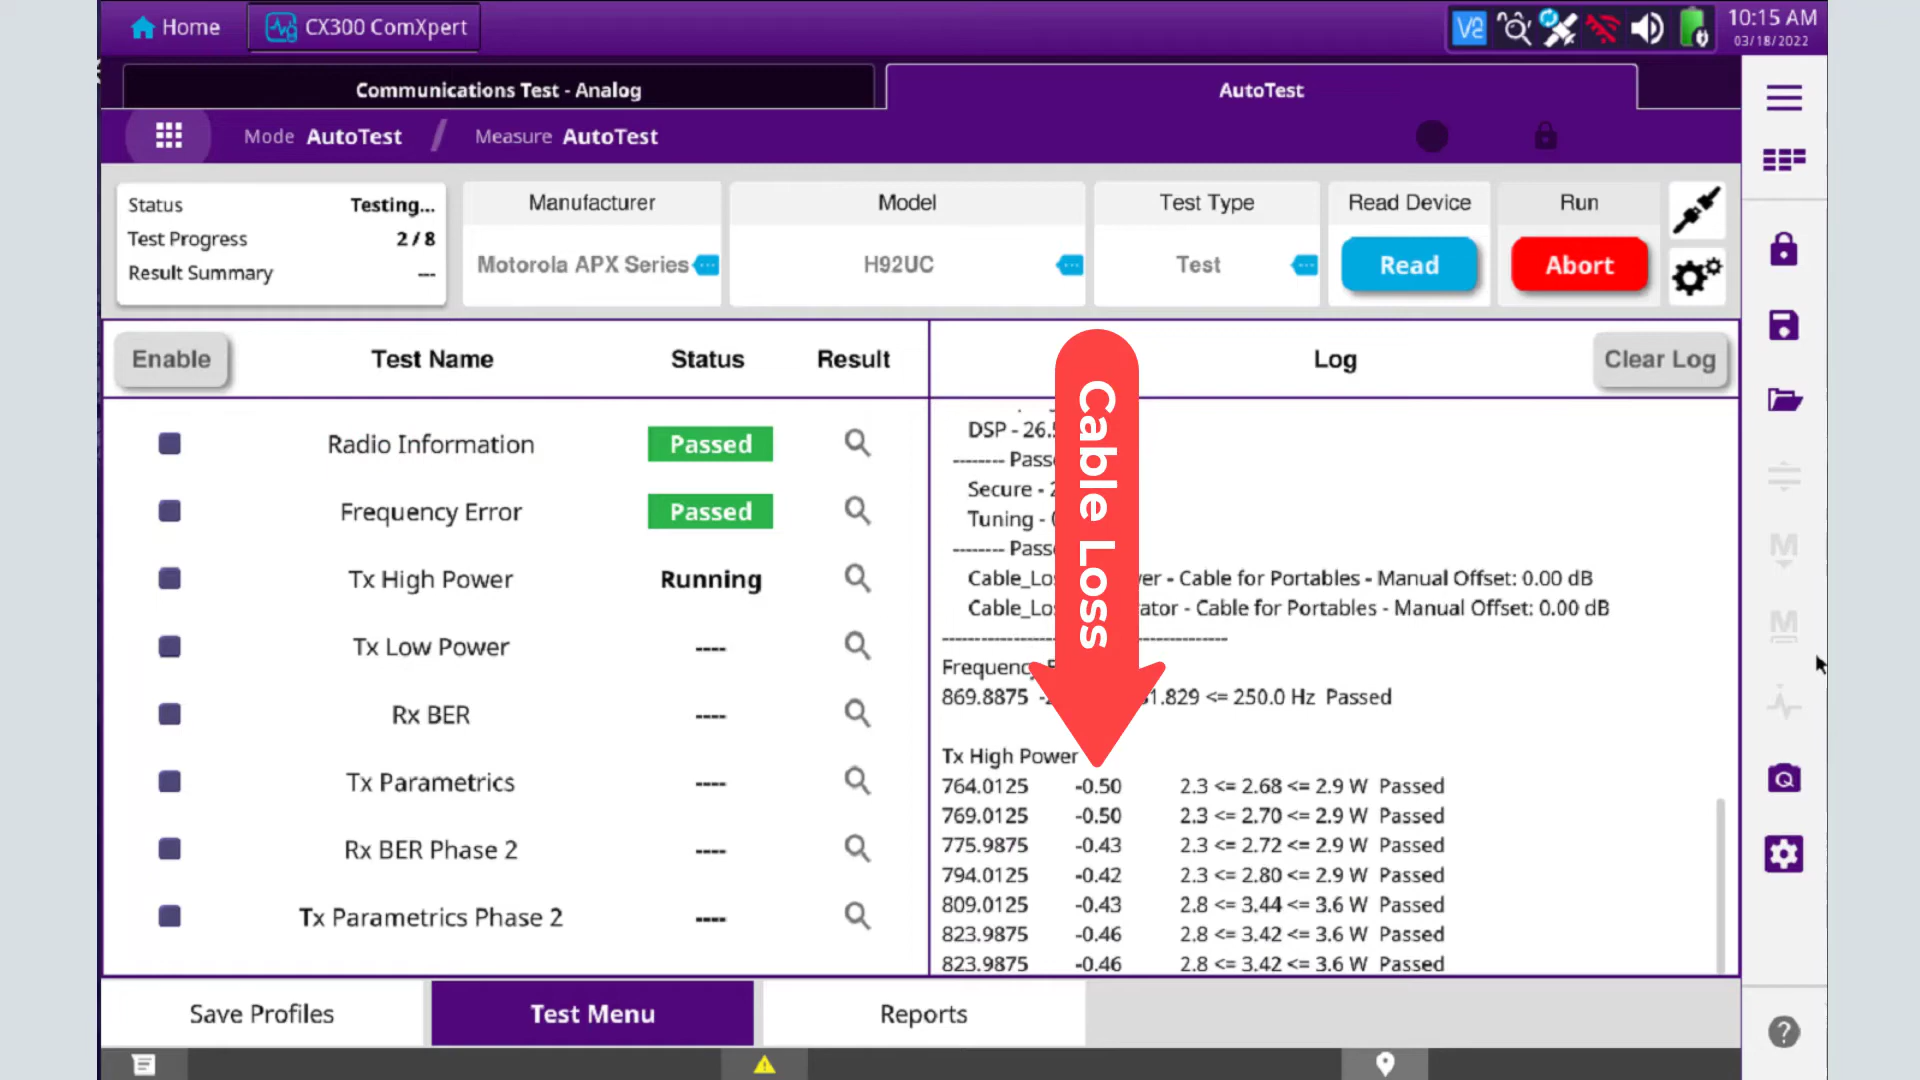 Home
CX300 ComXpert
10:15 AM
03/18/2022
Communications Test - Analog
AutoTest
Mode AutoTest / Measure AutoTest
Status Testing...
Test Progress 2 / 8
Result Summary ---
Manufacturer
Motorola APX Series
Model
H92UC
Test Type
Test
Read Device
Read
Run
Abort
Enable Test Name Status Result
Radio Information Passed
Frequency Error Passed
Tx High Power Running
Tx Low Power ----
Rx BER ----
Tx Parametrics ----
Rx BER Phase 2 ----
Tx Parametrics Phase 2 ----
Log
Clear Log
Cable Loss
DSP - 26.
-------- Pass
Secure -
Tuning -
-------- Pass
Cable_Lo er - Cable for Portables - Manual Offset: 0.00 dB
Cable_Lo ator - Cable for Portables - Manual Offset: 0.00 dB
--------------------------------------------
Frequenc
869.8875 1.829 <= 250.0 Hz Passed
Tx High Power
764.0125 -0.50 2.3 <= 2.68 <= 2.9 W Passed
769.0125 -0.50 2.3 <= 2.70 <= 2.9 W Passed
775.9875 -0.43 2.3 <= 2.72 <= 2.9 W Passed
794.0125 -0.42 2.3 <= 2.80 <= 2.9 W Passed
809.0125 -0.43 2.8 <= 3.44 <= 3.6 W Passed
823.9875 -0.46 2.8 <= 3.42 <= 3.6 W Passed
823.9875 -0.46 2.8 <= 3.42 <= 3.6 W Passed
M
M
Save Profiles
Test Menu
Reports